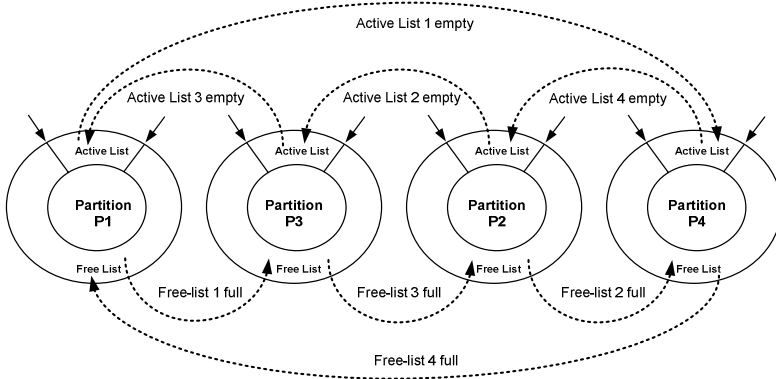 Active List 1 empty
Active List 3 empty
Active List 2 empty
Active List 4 empty
Active List
Active List
Active List
Active List
Partition
P1
Partition
P3
Partition
P2
Partition
P4
Free List
Free List
Free List
Free List
Free-list 1 full
Free-list 3 full
Free-list 2 full
Free-list 4 full